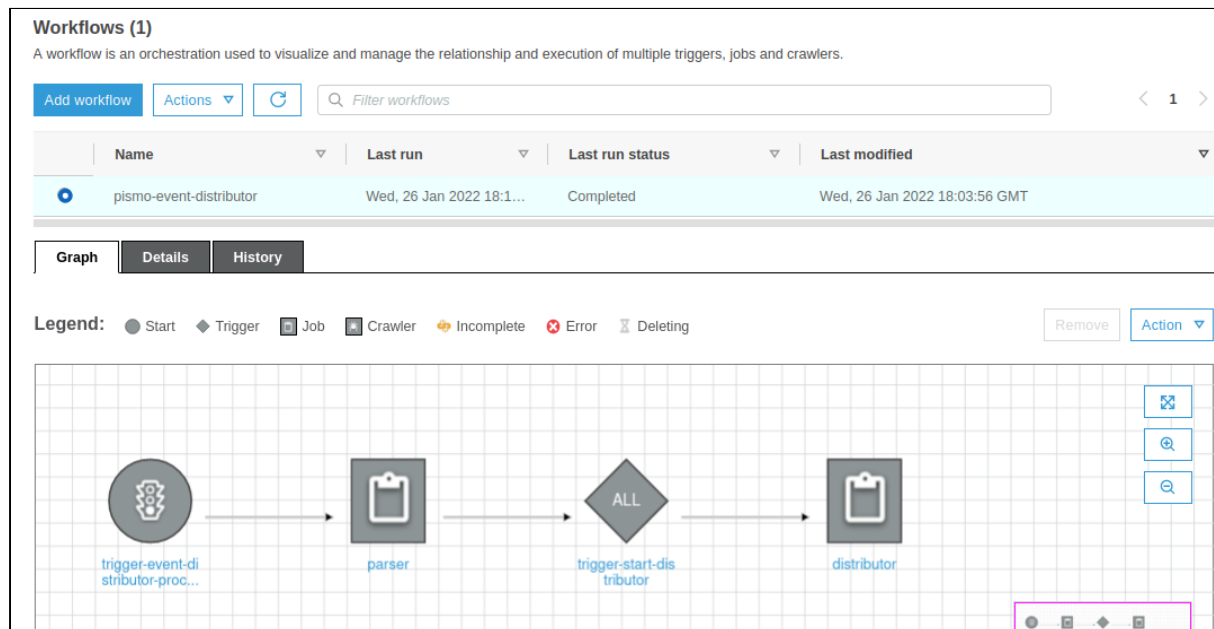 Workflows (1)
A workflow is an orchestration used to visualize and manage the relationship and execution of multiple triggers, jobs and crawlers.
Add workflow Actions Filter workflows 1
Name Last run Last run status Last modified
pismo-event-distributor Wed, 26 Jan 2022 18:1... Completed Wed, 26 Jan 2022 18:03:56 GMT
Graph Details History
Legend: Start Trigger Job Crawler Incomplete Error Deleting Remove Action
ALL
trigger-event-di
stributor-proc...
parser
trigger-start-dis
tributor
distributor